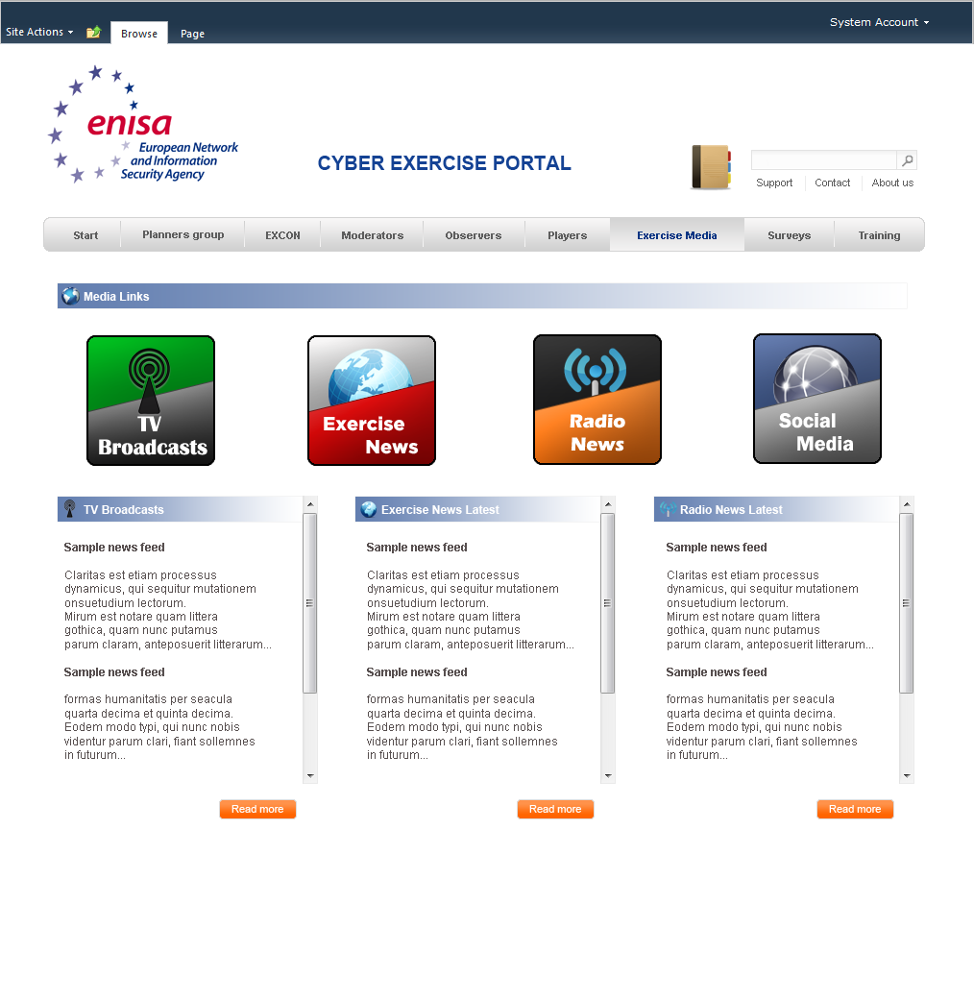 System Account
Site Actions
Browse
Page
enisa
European Network
and Information
Security Agency
CYBER EXERCISE PORTAL
Support
Contact
About us
Start
Planners group
EXCON
Moderators
Observers
Players
Exercise Media
Surveys
Training
Media Links
TV
Broadcasts
Exercise
News
Radio
News
Social
Media
TV Broadcasts
Sample news feed
Claritas est etiam processus
dynamicus, qui sequitur mutationem
onsuetudium lectorum.
Mirum est notare quam littera
gothica, quam nunc putamus
parum claram, anteposuerit litterarum...
Sample news feed
formas humanitatis per seacula
quarta decima et quinta decima.
Eodem modo typi, qui nunc nobis
videntur parum clari, fiant sollemnes
in futurum...
Read more
Exercise News Latest
Sample news feed
Claritas est etiam processus
dynamicus, qui sequitur mutationem
onsuetudium lectorum.
Mirum est notare quam littera
gothica, quam nunc putamus
parum claram, anteposuerit litterarum...
Sample news feed
formas humanitatis per seacula
quarta decima et quinta decima.
Eodem modo typi, qui nunc nobis
videntur parum clari, fiant sollemnes
in futurum...
Read more
Radio News Latest
Sample news feed
Claritas est etiam processus
dynamicus, qui sequitur mutationem
onsuetudium lectorum.
Mirum est notare quam littera
gothica, quam nunc putamus
parum claram, anteposuerit litterarum...
Sample news feed
formas humanitatis per seacula
quarta decima et quinta decima.
Eodem modo typi, qui nunc nobis
videntur parum clari, fiant sollemnes
in futurum...
Read more